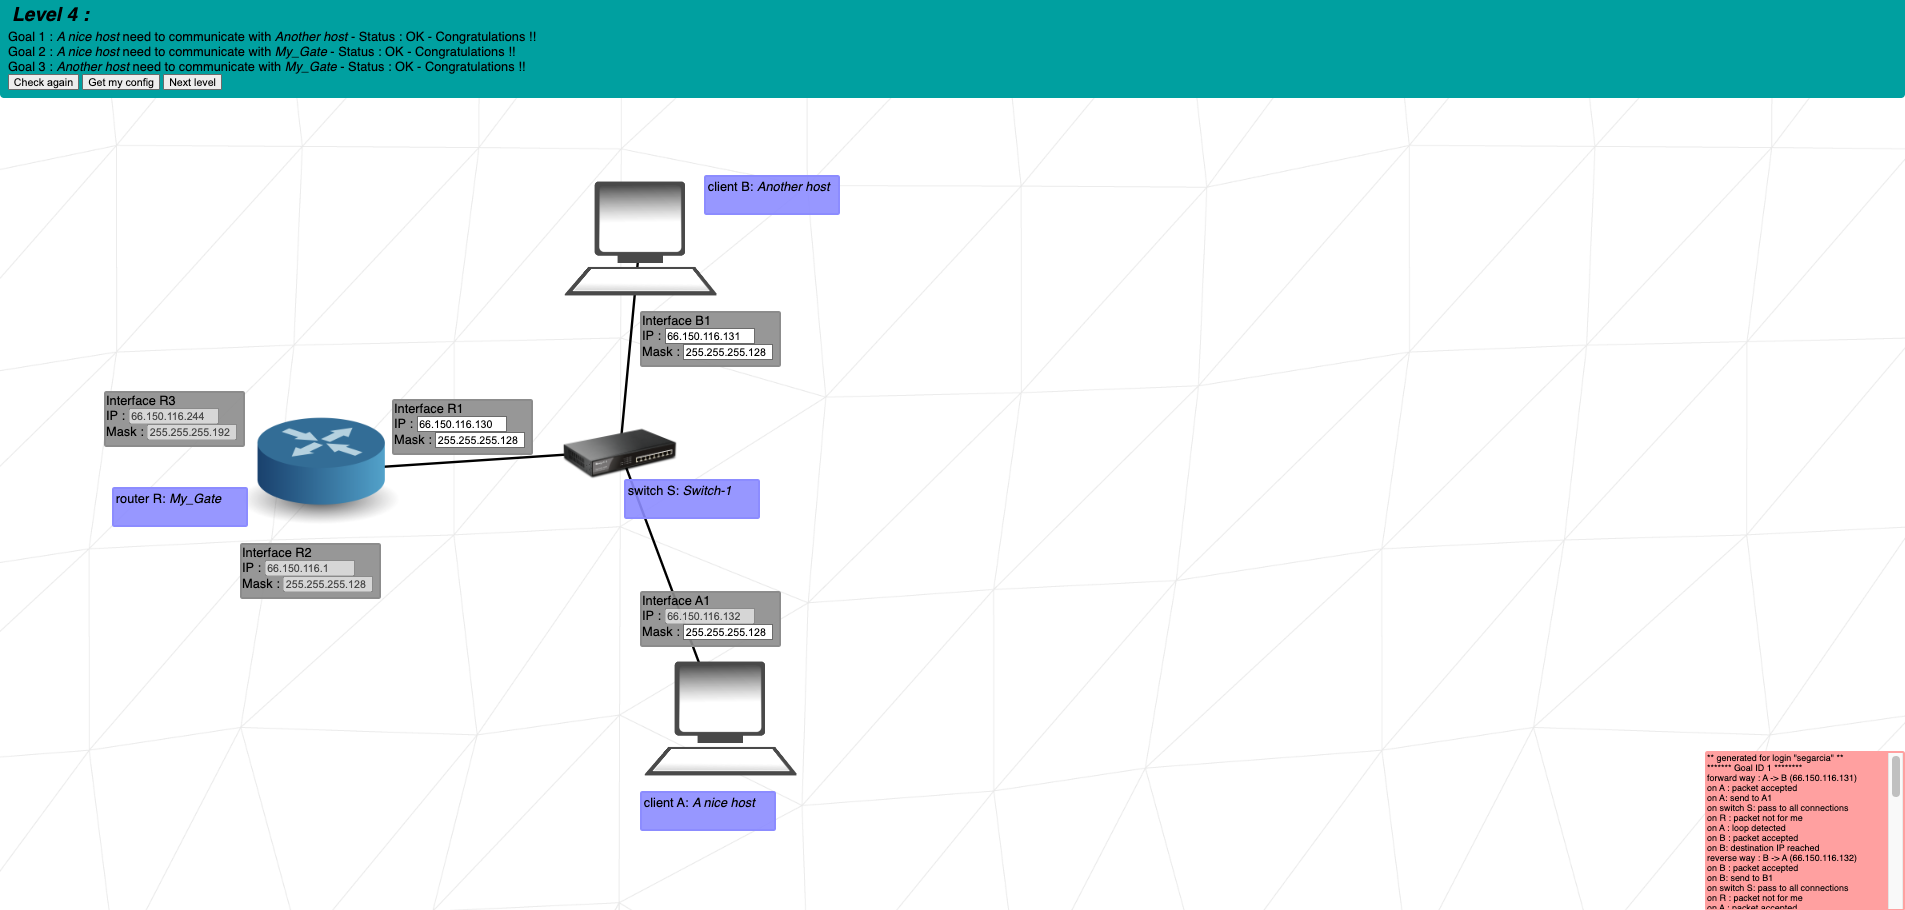 Level 4 :
Goal 1 : A nice host need to communicate with Another host - Status : OK - Congratulations !!
Goal 2 : A nice host need to communicate with My_Gate - Status : OK - Congratulations !!
Goal 3 : Another host need to communicate with My_Gate - Status : OK - Congratulations !!
Check again Get my config Next level
client B: Another host
Interface B1
IP : 66.150.116.131
Mask : 255.255.255.128
Interface R3
IP : 66.150.116.244
Mask : 255.255.255.192
Interface R1
IP : 66.150.116.130
Mask : 255.255.255.128
router R: My_Gate
switch S: Switch-1
Interface R2
IP : 66.150.116.1
Mask : 255.255.255.128
Interface A1
IP : 66.150.116.132
Mask : 255.255.255.128
client A: A nice host
** generated for login "segarcia" **
******* Goal ID 1 ********
forward way : A -> B (66.150.116.131)
on A : packet accepted
on A: send to A1
on switch S: pass to all connections
on R : packet not for me
on A : loop detected
on B : packet accepted
on B: destination IP reached
reverse way : B -> A (66.150.116.132)
on B : packet accepted
on B: send to B1
on switch S: pass to all connections
on R : packet not for me
on A : packet accepted